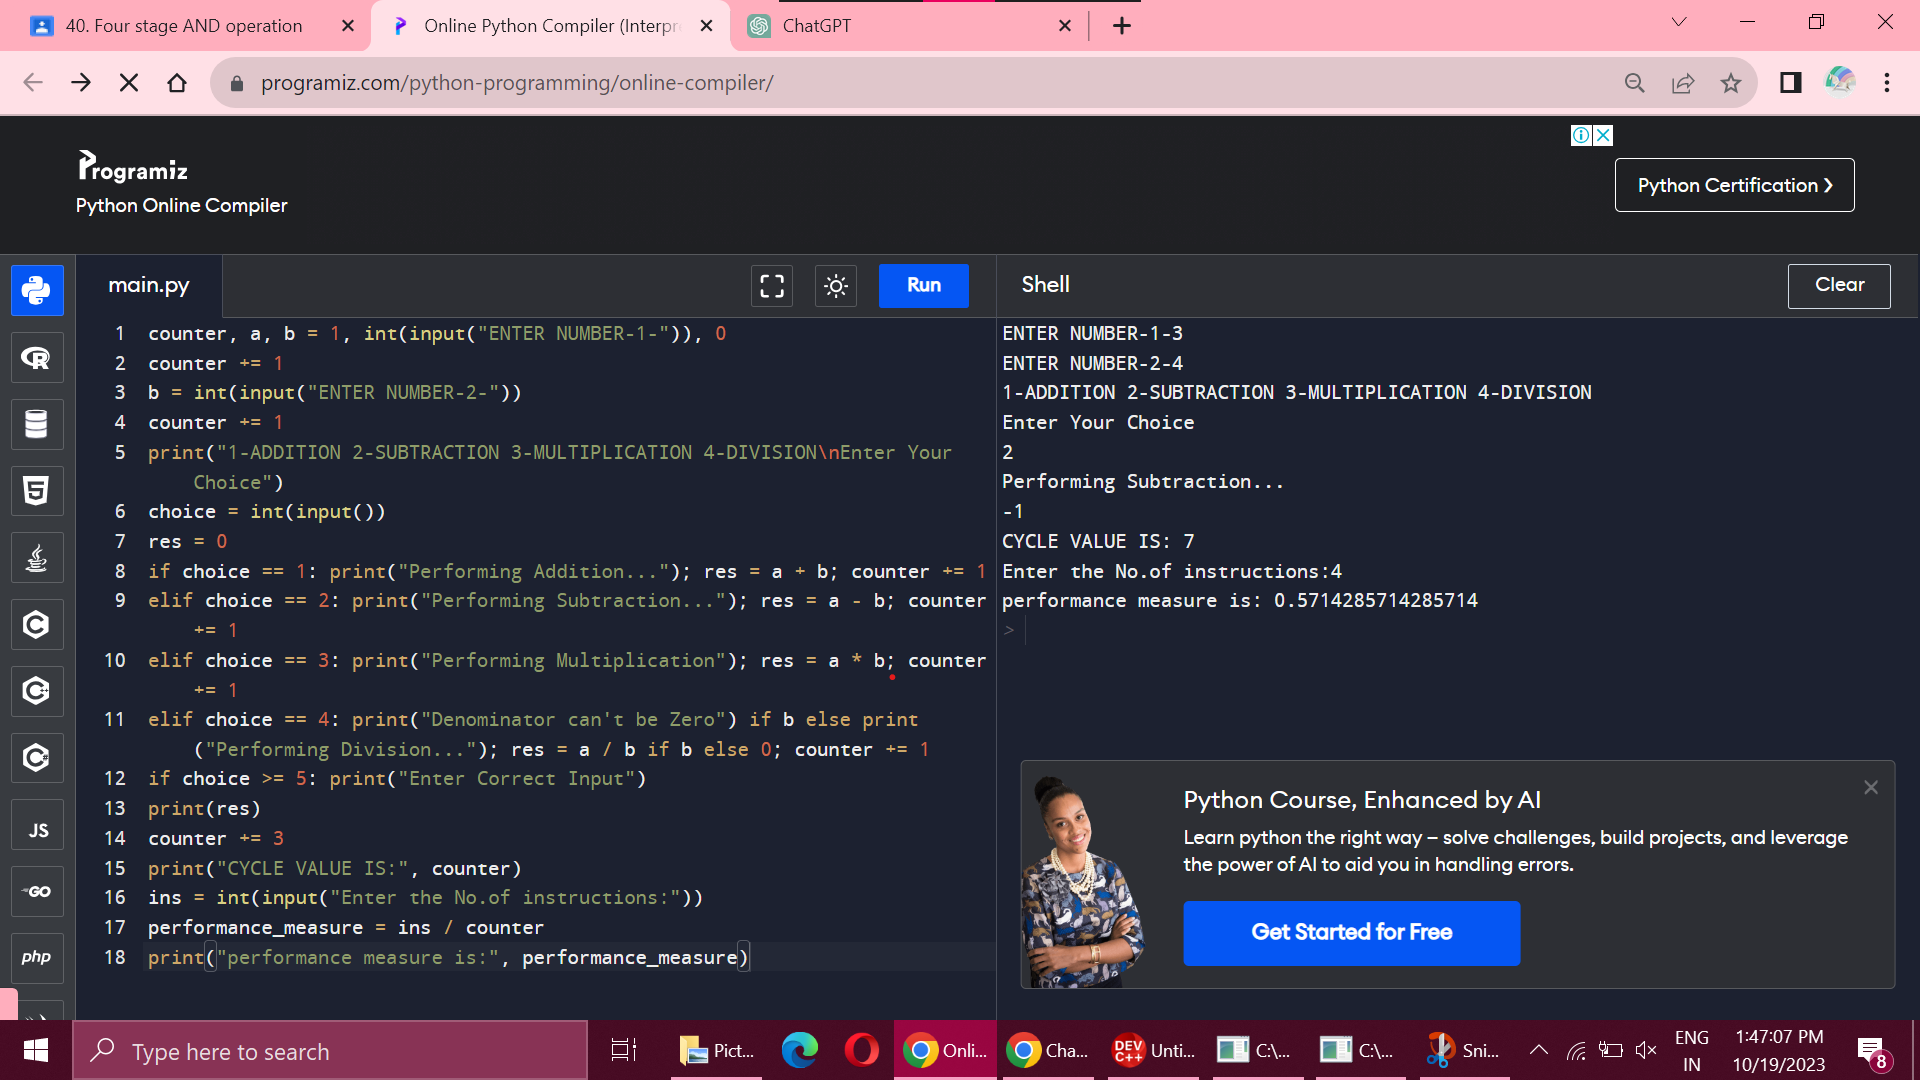 40. Four stage AND operation
Online Python Compiler (Interpr
ChatGPT
programiz.com/python-programming/online-compiler/
Programiz
Python Online Compiler
Python Certification ❯
main.py
Run
Shell
Clear
1 counter, a, b = 1, int(input("ENTER NUMBER-1-")), 0
2 counter += 1
3 b = int(input("ENTER NUMBER-2-"))
4 counter += 1
5 print("1-ADDITION 2-SUBTRACTION 3-MULTIPLICATION 4-DIVISION\nEnter Your
Choice")
6 choice = int(input())
7 res = 0
8 if choice == 1: print("Performing Addition..."); res = a + b; counter += 1
9 elif choice == 2: print("Performing Subtraction..."); res = a - b; counter
+= 1
10 elif choice == 3: print("Performing Multiplication"); res = a * b; counter
+= 1
11 elif choice == 4: print("Denominator can't be Zero") if b else print
("Performing Division..."); res = a / b if b else 0; counter += 1
12 if choice >= 5: print("Enter Correct Input")
13 print(res)
14 counter += 3
15 print("CYCLE VALUE IS:", counter)
16 ins = int(input("Enter the No.of instructions:"))
17 performance_measure = ins / counter
18 print("performance measure is:", performance_measure)
ENTER NUMBER-1-3
ENTER NUMBER-2-4
1-ADDITION 2-SUBTRACTION 3-MULTIPLICATION 4-DIVISION
Enter Your Choice
2
Performing Subtraction...
-1
CYCLE VALUE IS: 7
Enter the No.of instructions:4
performance measure is: 0.5714285714285714
>
Python Course, Enhanced by AI
Learn python the right way – solve challenges, build projects, and leverage
the power of AI to aid you in handling errors.
Get Started for Free
JS
GO
php
Type here to search
Pict...
Onli...
Cha...
DEV
C++
Unti...
C:\...
C:\...
Sni...
ENG
IN
1:47:07 PM
10/19/2023
8